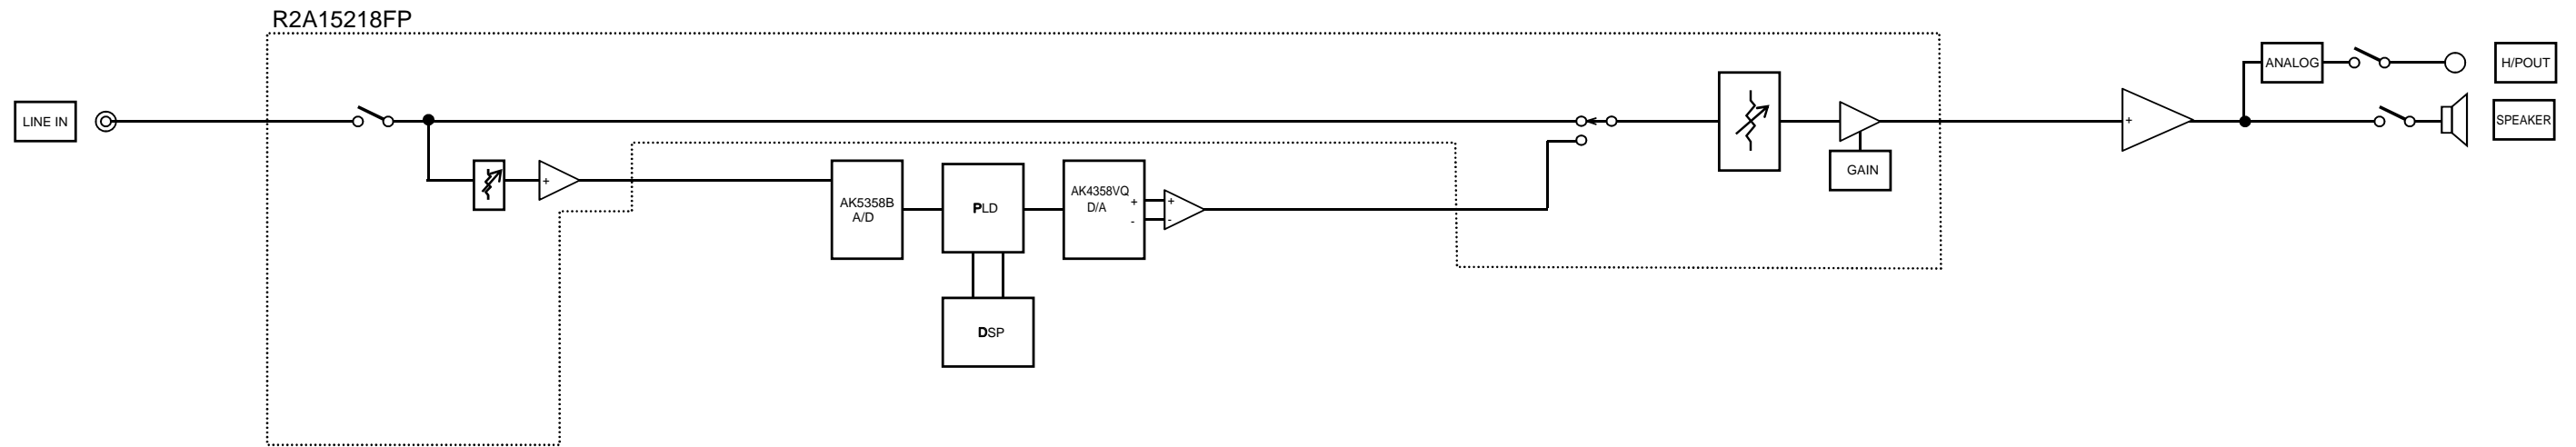 R2A15218FP
LINE IN
ANALOG
H/POUT
SPEAKER
+
GAIN
+
AK5358B
A/D
PLD
AK4358VQ
D/A
+
-
+
-
DSP